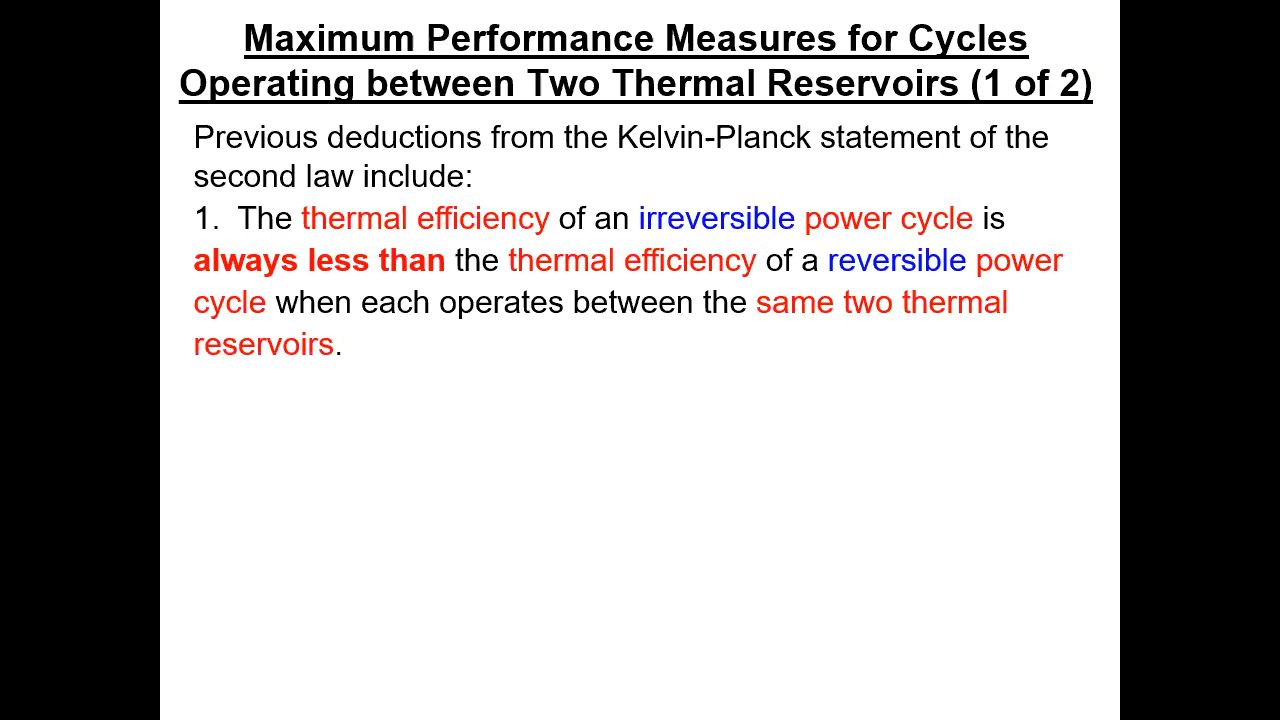 Maximum Performance Measures for Cycles
Operating between Two Thermal Reservoirs (1 of 2)
Previous deductions from the Kelvin-Planck statement of the
second law include:
1. The thermal efficiency of an irreversible power cycle is
always less than the thermal efficiency of a reversible power
cycle when each operates between the same two thermal
reservoirs.